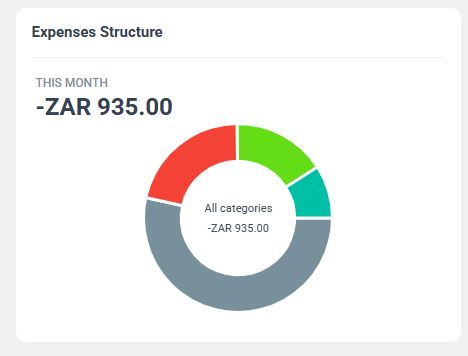 Expenses Structure
THIS MONTH
-ZAR 935.00
All categories
-ZAR 935.00